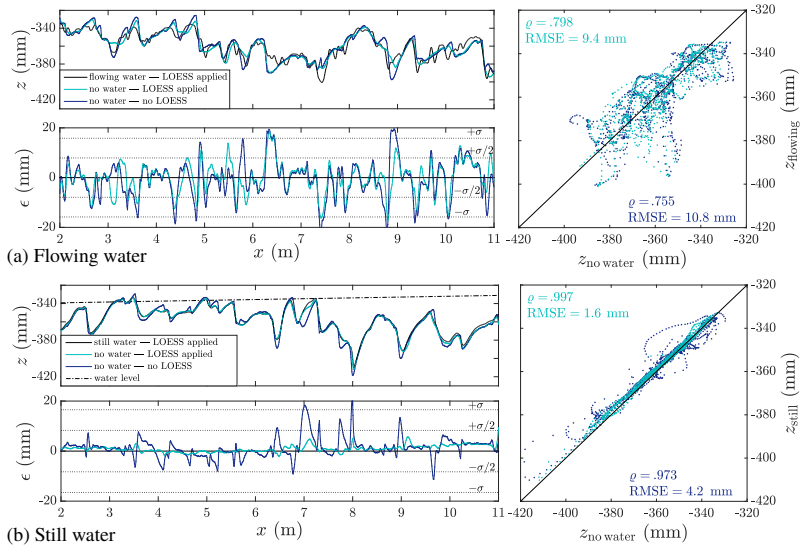 -340
-380
-420
z
flowing water — LOESS applied
no water — LOESS applied
no water — no LOESS
20
0
-20
ϵ (mm)
+σ
+σ/2
−σ/2
−σ
2 3 4 5 6 7 8 9 10 11
x (m)
ϱ = .798
RMSE = 9.4 mm
ϱ = .755
RMSE = 10.8 mm
-320
-340
-360
-380
-400
-420
z flowing (mm)
-420 -400 -380 -360 -340 -320
z no water (mm)
(a) Flowing water
-340
-380
-420
z
still water — LOESS applied
no water — LOESS applied
no water — no LOESS
water level
20
0
-20
ϵ (mm)
+σ
+σ/2
−σ/2
−σ
2 3 4 5 6 7 8 9 10 11
x (m)
ϱ = .997
RMSE = 1.6 mm
ϱ = .973
RMSE = 4.2 mm
-320
-340
-360
-380
-400
-420
z still (mm)
-420 -400 -380 -360 -340 -320
z no water (mm)
(b) Still water